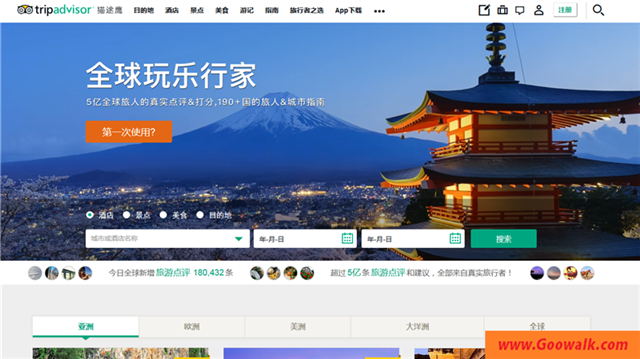 tripadvisor 猫途鹰 目的地 酒店 景点 美食 游记 指南 旅行者之选 App下载 ••• 注册
全球玩乐行家
5亿全球旅人的真实点评&打分,190+国的旅人&城市指南
第一次使用?
酒店 景点 美食 目的地
城市或酒店名称 年-月-日 年-月-日 搜索
今日全球新增 旅游点评 180,432 条 超过 5亿条 旅游点评 和建议，全部来自真实旅行者！
亚洲 欧洲 美洲 大洋洲 全球
www.Goowalk.com